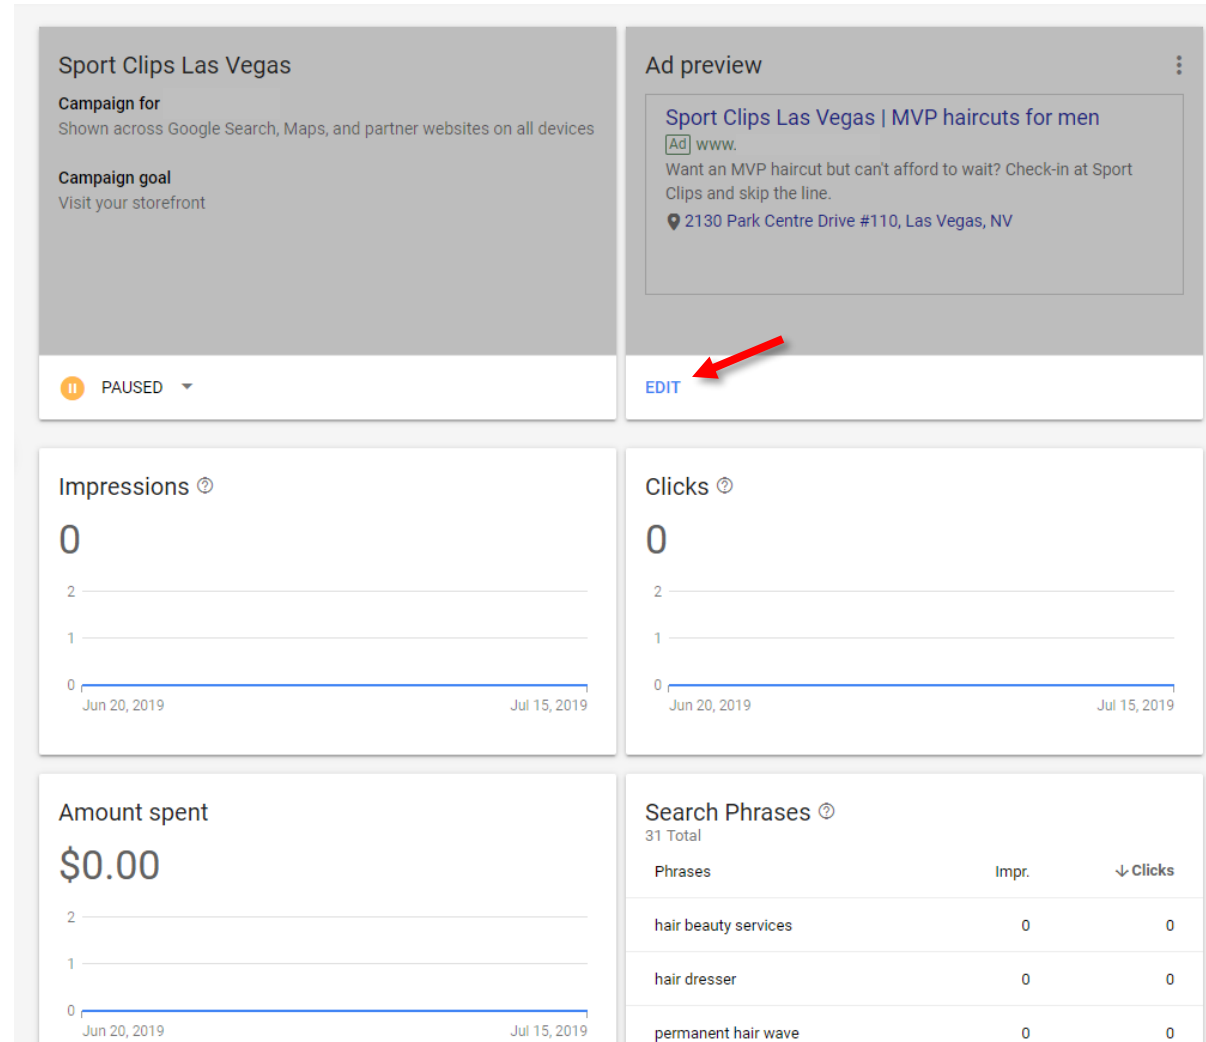 Sport Clips Las Vegas
Campaign for
Shown across Google Search, Maps, and partner websites on all devices
Campaign goal
Visit your storefront
PAUSED
Ad preview
Sport Clips Las Vegas | MVP haircuts for men
Ad www.
Want an MVP haircut but can't afford to wait? Check-in at Sport
Clips and skip the line.
2130 Park Centre Drive #110, Las Vegas, NV
EDIT
Impressions
0
2
1
0
Jun 20, 2019 Jul 15, 2019
Clicks
0
2
1
0
Jun 20, 2019 Jul 15, 2019
Amount spent
$0.00
2
1
0
Jun 20, 2019 Jul 15, 2019
Search Phrases
31 Total
Phrases Impr. Clicks
hair beauty services 0 0
hair dresser 0 0
permanent hair wave 0 0